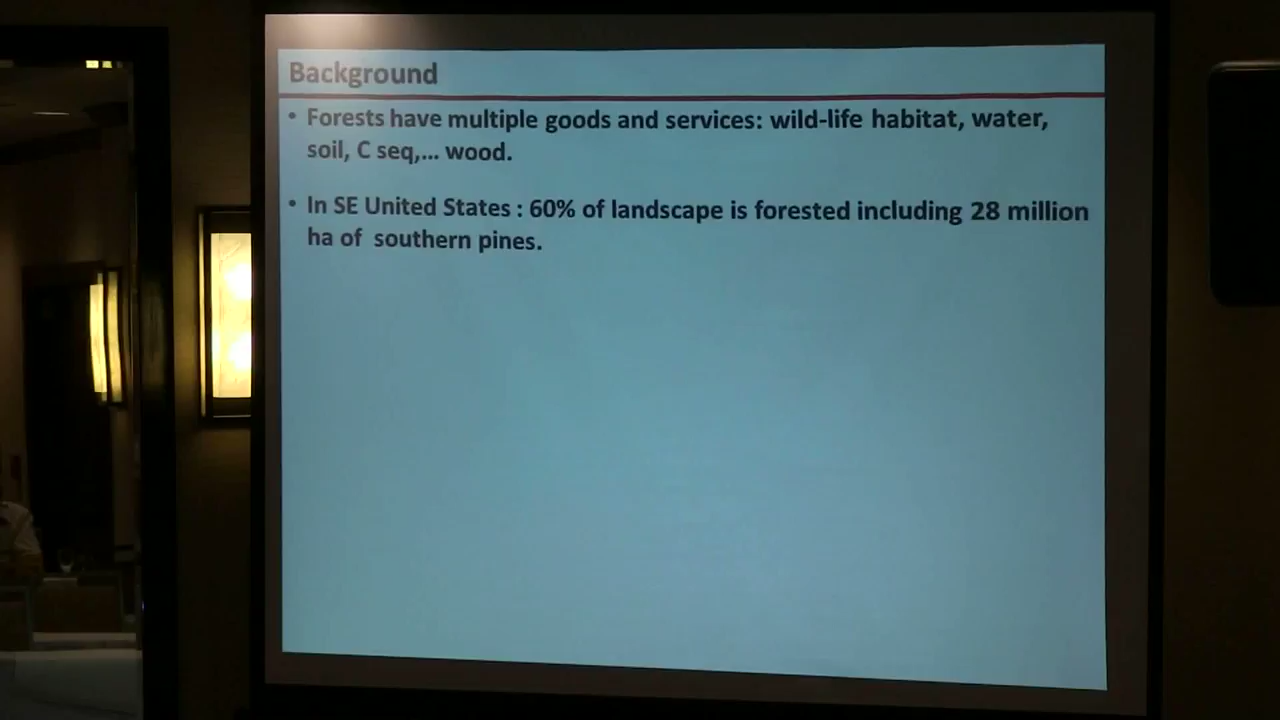 Background
• Forests have multiple goods and services: wild-life habitat, water,
soil, C seq,... wood.
• In SE United States : 60% of landscape is forested including 28 million
ha of southern pines.